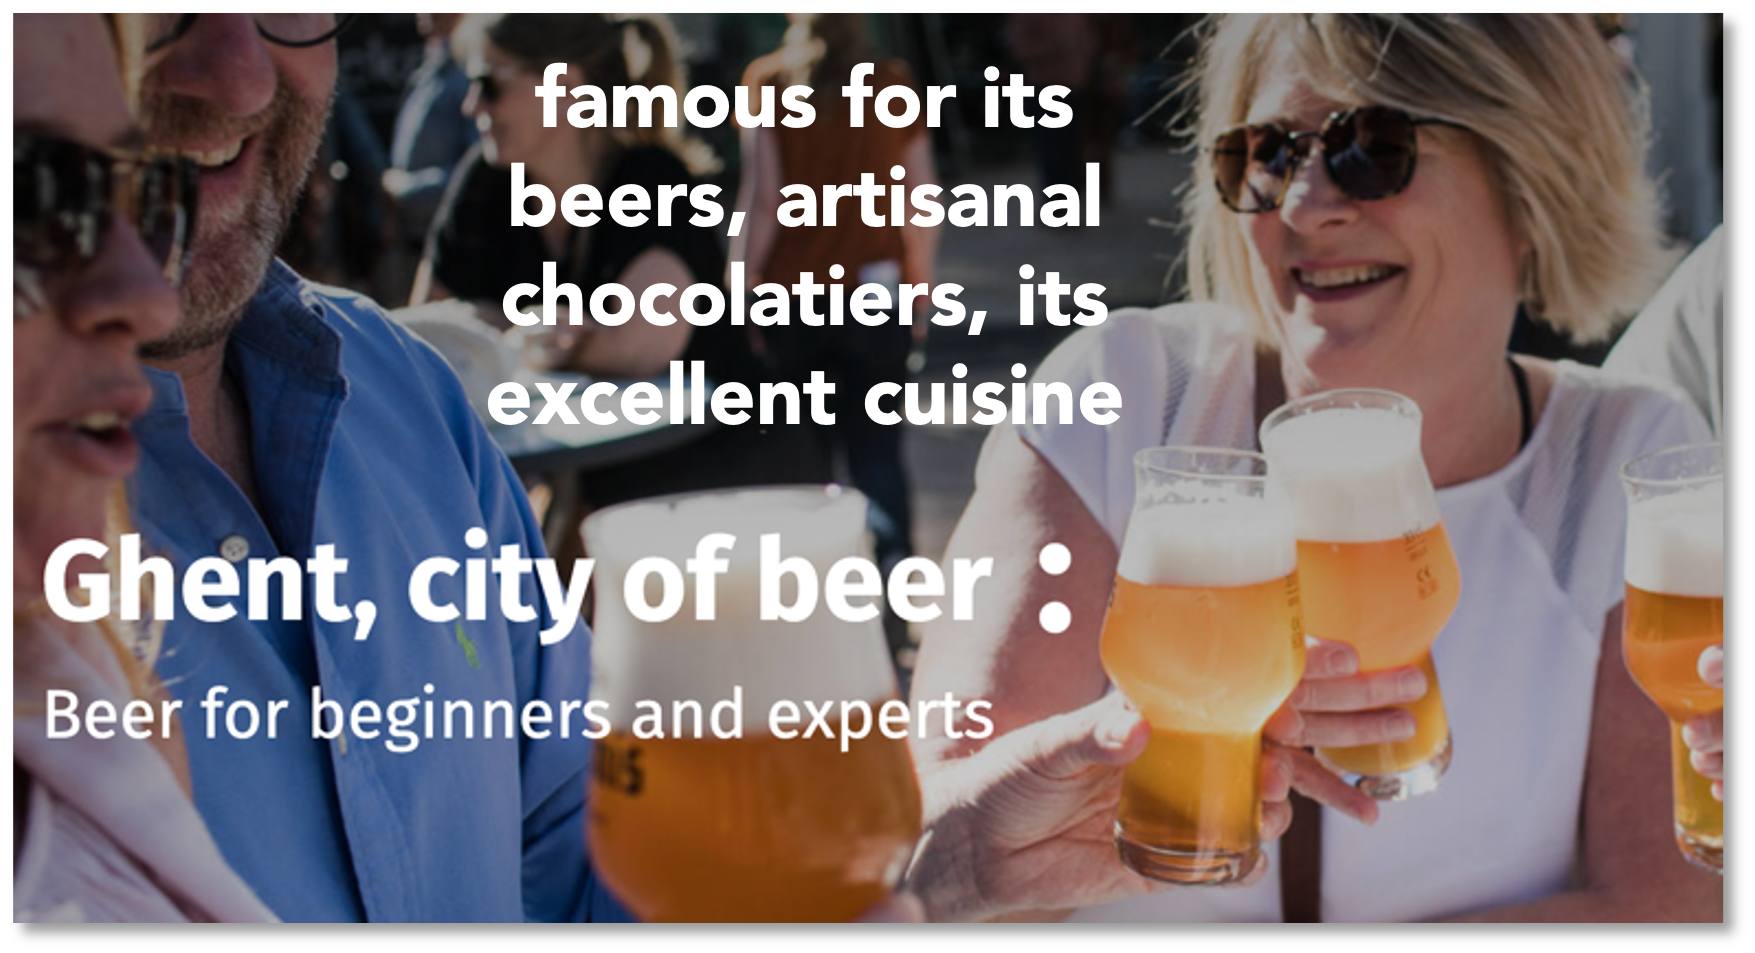 famous for its
beers, artisanal
chocolatiers, its
excellent cuisine
Ghent, city of beer :
Beer for beginners and experts